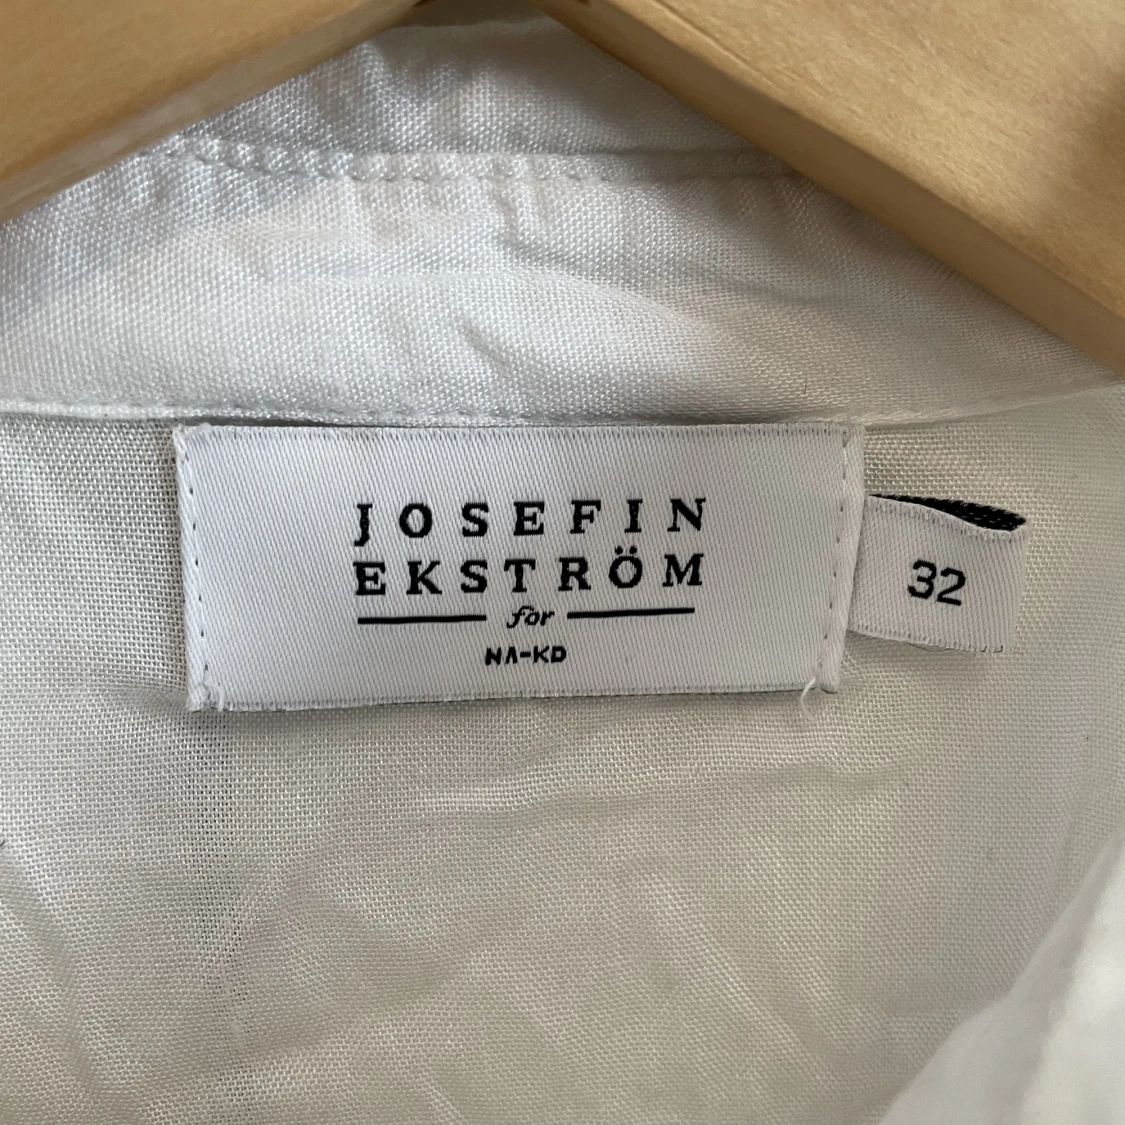 JOSEFIN
EKSTRÖM
for
NA-KD
32